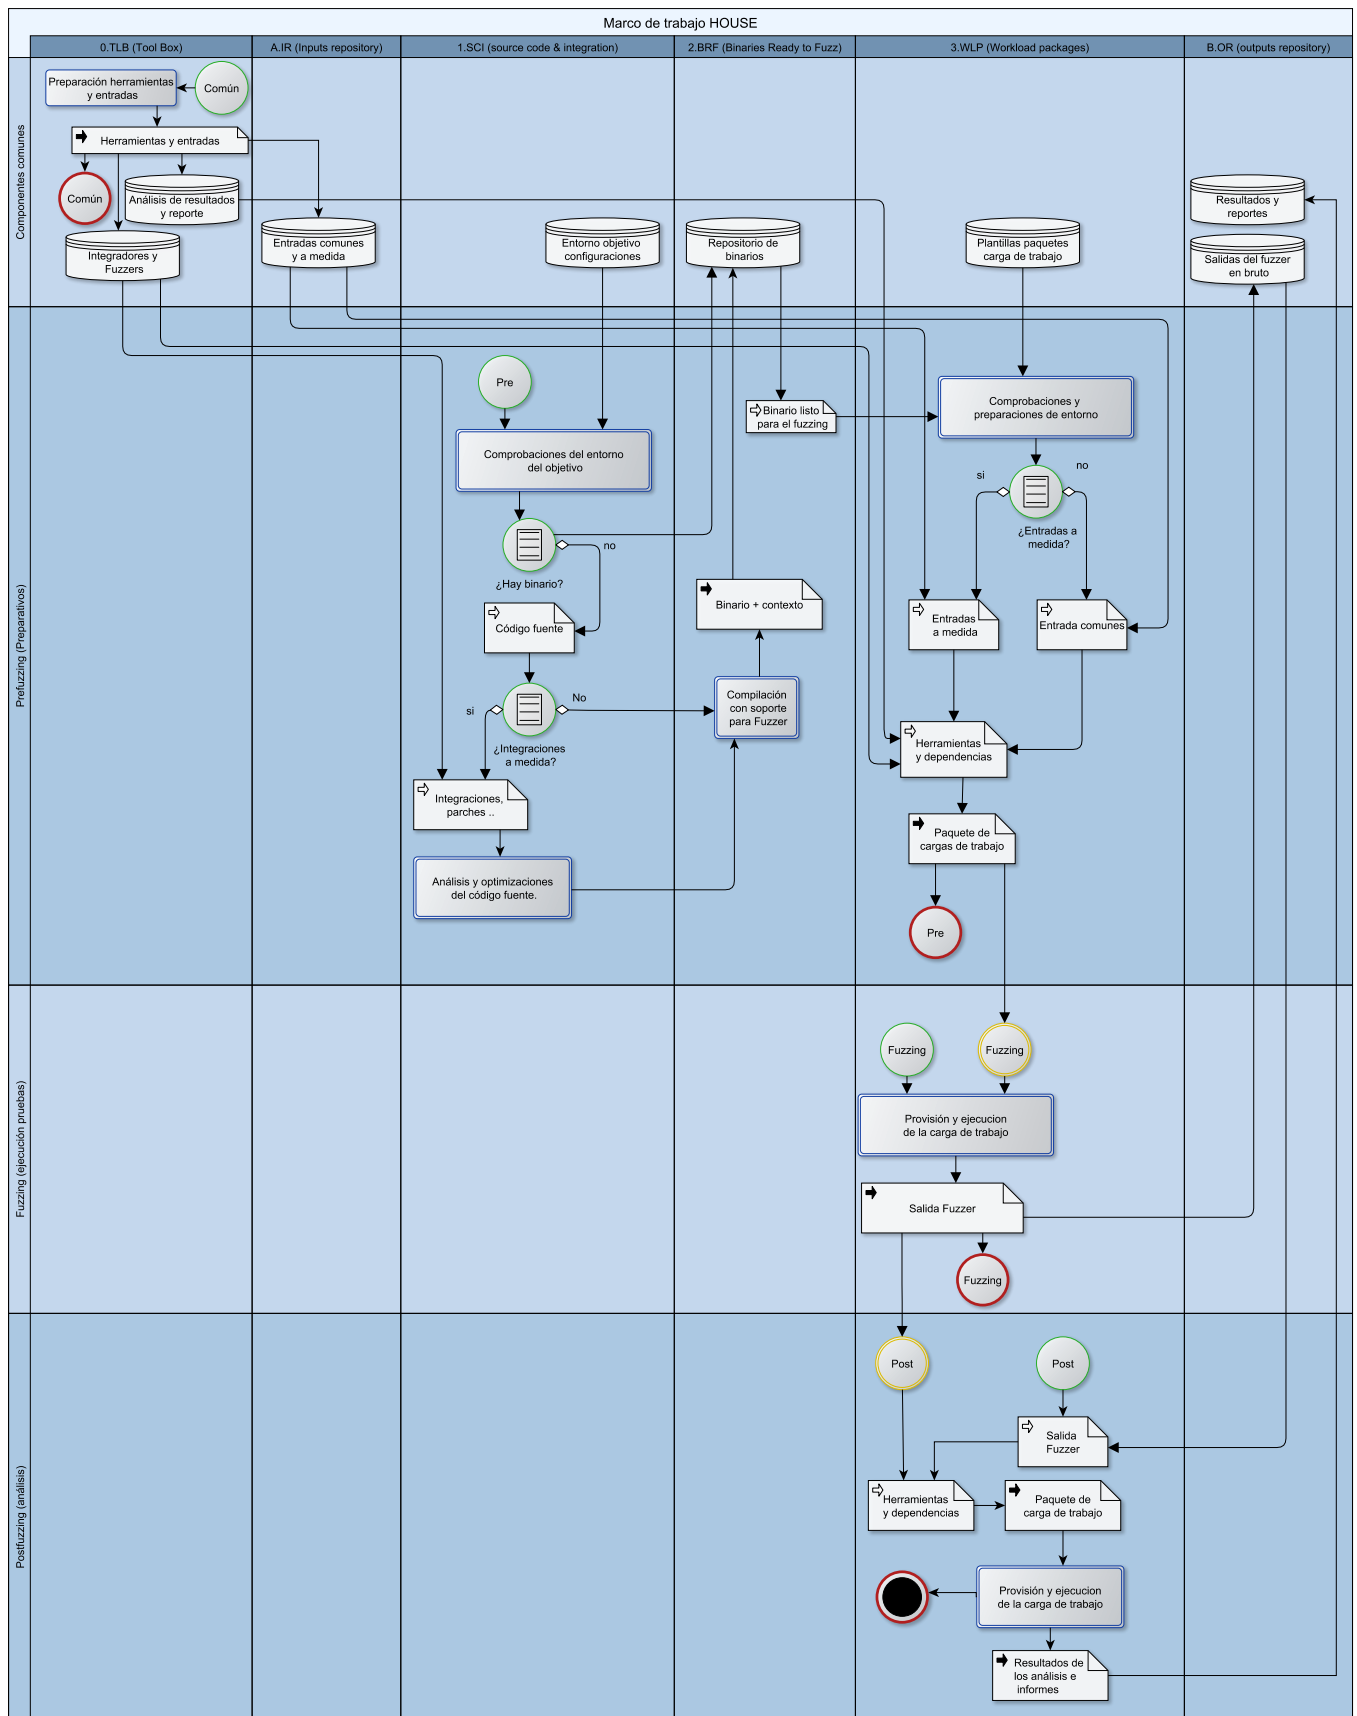 Marco de trabajo HOUSE
0.TLB (Tool Box)
A.IR (Inputs repository)
1.SCI (source code & integration)
2.BRF (Binaries Ready to Fuzz)
3.WLP (Workload packages)
B.OR (outputs repository)
Componentes comunes
Preparación herramientas
y entradas
Común
Herramientas y entradas
Común
Análisis de resultados
y reporte
Integradores y
Fuzzers
Entradas comunes
y a medida
Entorno objetivo
configuraciones
Repositorio de
binarios
Plantillas paquetes
carga de trabajo
Resultados y
reportes
Salidas del fuzzer
en bruto
Prefuzzing (Preparativos)
Pre
Comprobaciones del entorno
del objetivo
no
¿Hay binario?
Código fuente
si
No
¿Integraciones
a medida?
Integraciones,
parches ..
Análisis y optimizaciones
del código fuente.
Binario listo
para el fuzzing
Binario + contexto
Compilación
con soporte
para Fuzzer
Comprobaciones y
preparaciones de entorno
si
no
¿Entradas a
medida?
Entradas
a medida
Entrada comunes
Herramientas
y dependencias
Paquete de
cargas de trabajo
Pre
Fuzzing (ejecución pruebas)
Fuzzing
Fuzzing
Provisión y ejecucion
de la carga de trabajo
Salida Fuzzer
Fuzzing
Postfuzzing (análisis)
Post
Post
Salida
Fuzzer
Herramientas
y dependencias
Paquete de
carga de trabajo
Provisión y ejecucion
de la carga de trabajo
Resultados de
los análisis e
informes